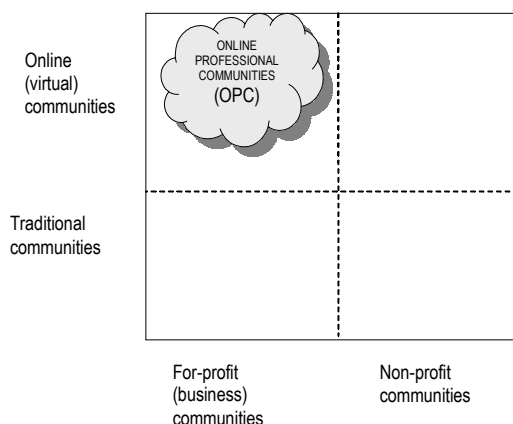 ONLINE
PROFESSIONAL
COMMUNITIES
(OPC)
Online
(virtual)
communities
Traditional
communities
For-profit
(business)
communities
Non-profit
communities